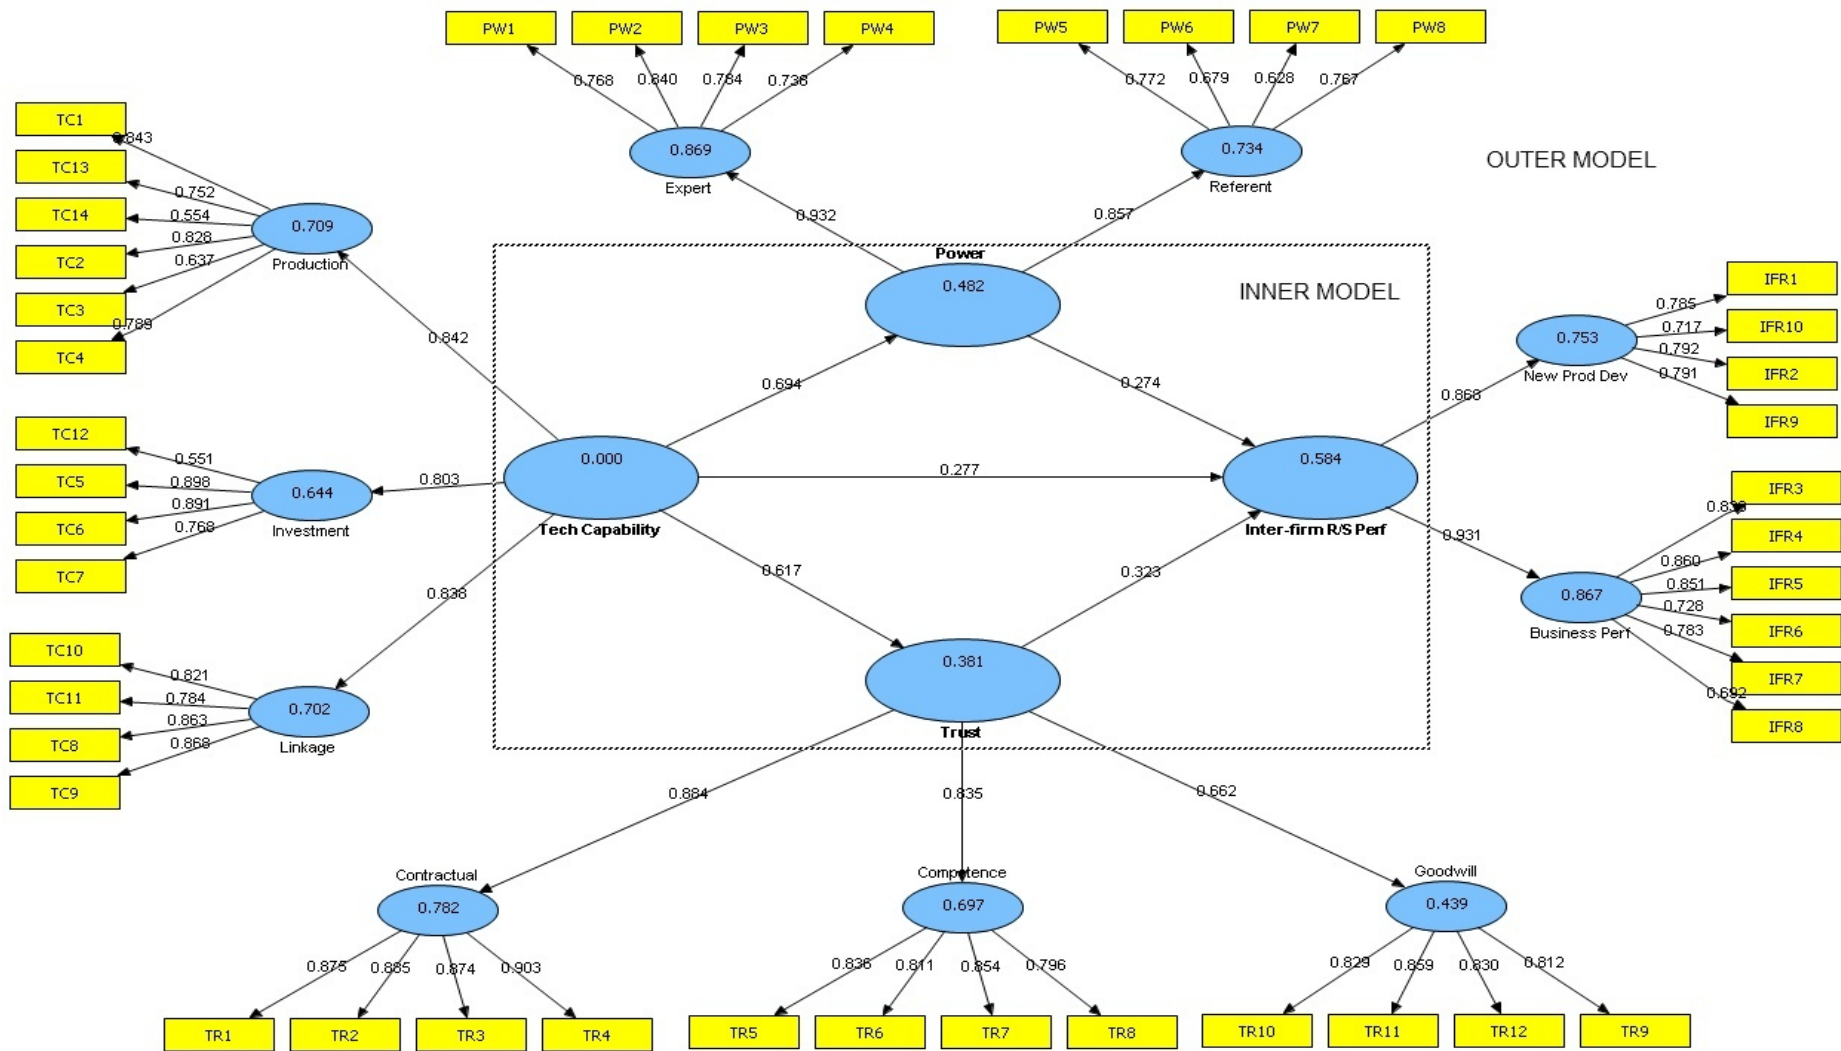 PW1
PW2
PW3
PW4
0.768
0.840
0.784
0.738
0.869
Expert
PW5
PW6
PW7
PW8
0.772
0.679
0.628
0.767
0.734
Referent
OUTER MODEL
TC1
TC13
TC14
TC2
TC3
TC4
0.843
0.752
0.554
0.828
0.637
0.789
0.709
Production
0.932
0.857
0.842
Power
0.482
INNER MODEL
0.694
0.274
TC12
TC5
TC6
TC7
0.551
0.898
0.891
0.768
0.644
Investment
0.803
0.000
Tech Capability
0.277
0.584
Inter-firm R/S Perf
0.868
0.753
New Prod Dev
0.785
0.717
0.792
0.791
IFR1
IFR10
IFR2
IFR9
0.931
0.867
Business Perf
0.860
0.851
0.728
0.783
0.692
IFR3
IFR4
IFR5
IFR6
IFR7
IFR8
0.838
0.617
0.323
TC10
TC11
TC8
TC9
0.821
0.784
0.863
0.868
0.702
Linkage
0.381
Trust
0.884
0.835
0.662
Contractual
0.782
0.875
0.885
0.874
0.903
TR1
TR2
TR3
TR4
Competence
0.697
0.836
0.811
0.854
0.796
TR5
TR6
TR7
TR8
Goodwill
0.439
0.829
0.859
0.830
0.812
TR10
TR11
TR12
TR9